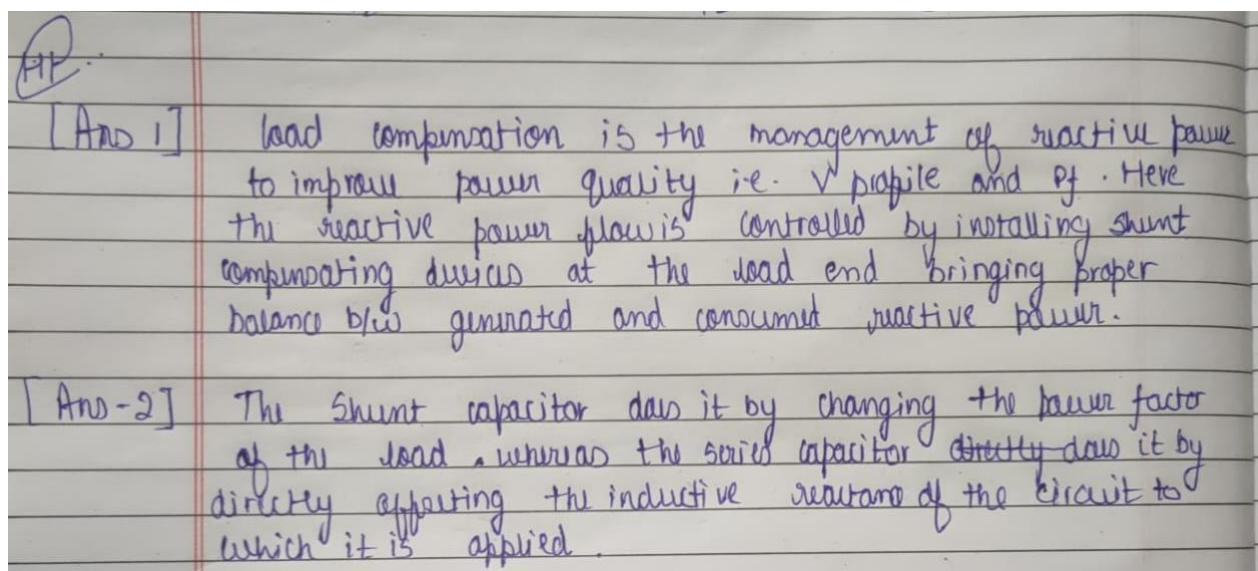 HP.
[Ans 1] load compensation is the management of reactive power
to improve power quality i.e. V profile and Pf . Here
the reactive power flow is controlled by installing shunt
compensating devices at the load end bringing proper
balance b/w generated and consumed reactive power.
[Ans-2] The Shunt capacitor does it by changing the power factor
of the load , whereas the series capacitor directly does it by
directly affecting the inductive reactance of the circuit to
which it is applied .